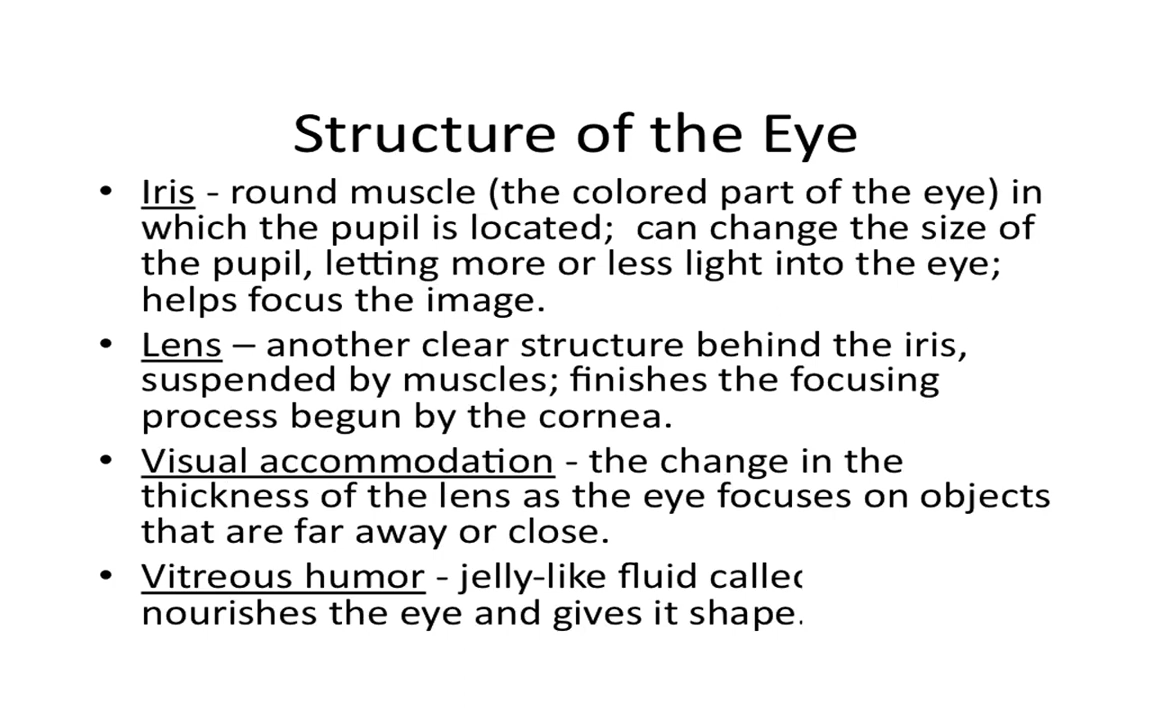 Structure of the Eye
• Iris - round muscle (the colored part of the eye) in
which the pupil is located;  can change the size of
the pupil, letting more or less light into the eye;
helps focus the image.
• Lens – another clear structure behind the iris,
suspended by muscles; finishes the focusing
process begun by the cornea.
• Visual accommodation - the change in the
thickness of the lens as the eye focuses on objects
that are far away or close.
• Vitreous humor - jelly-like fluid
nourishes the eye and gives it shape.